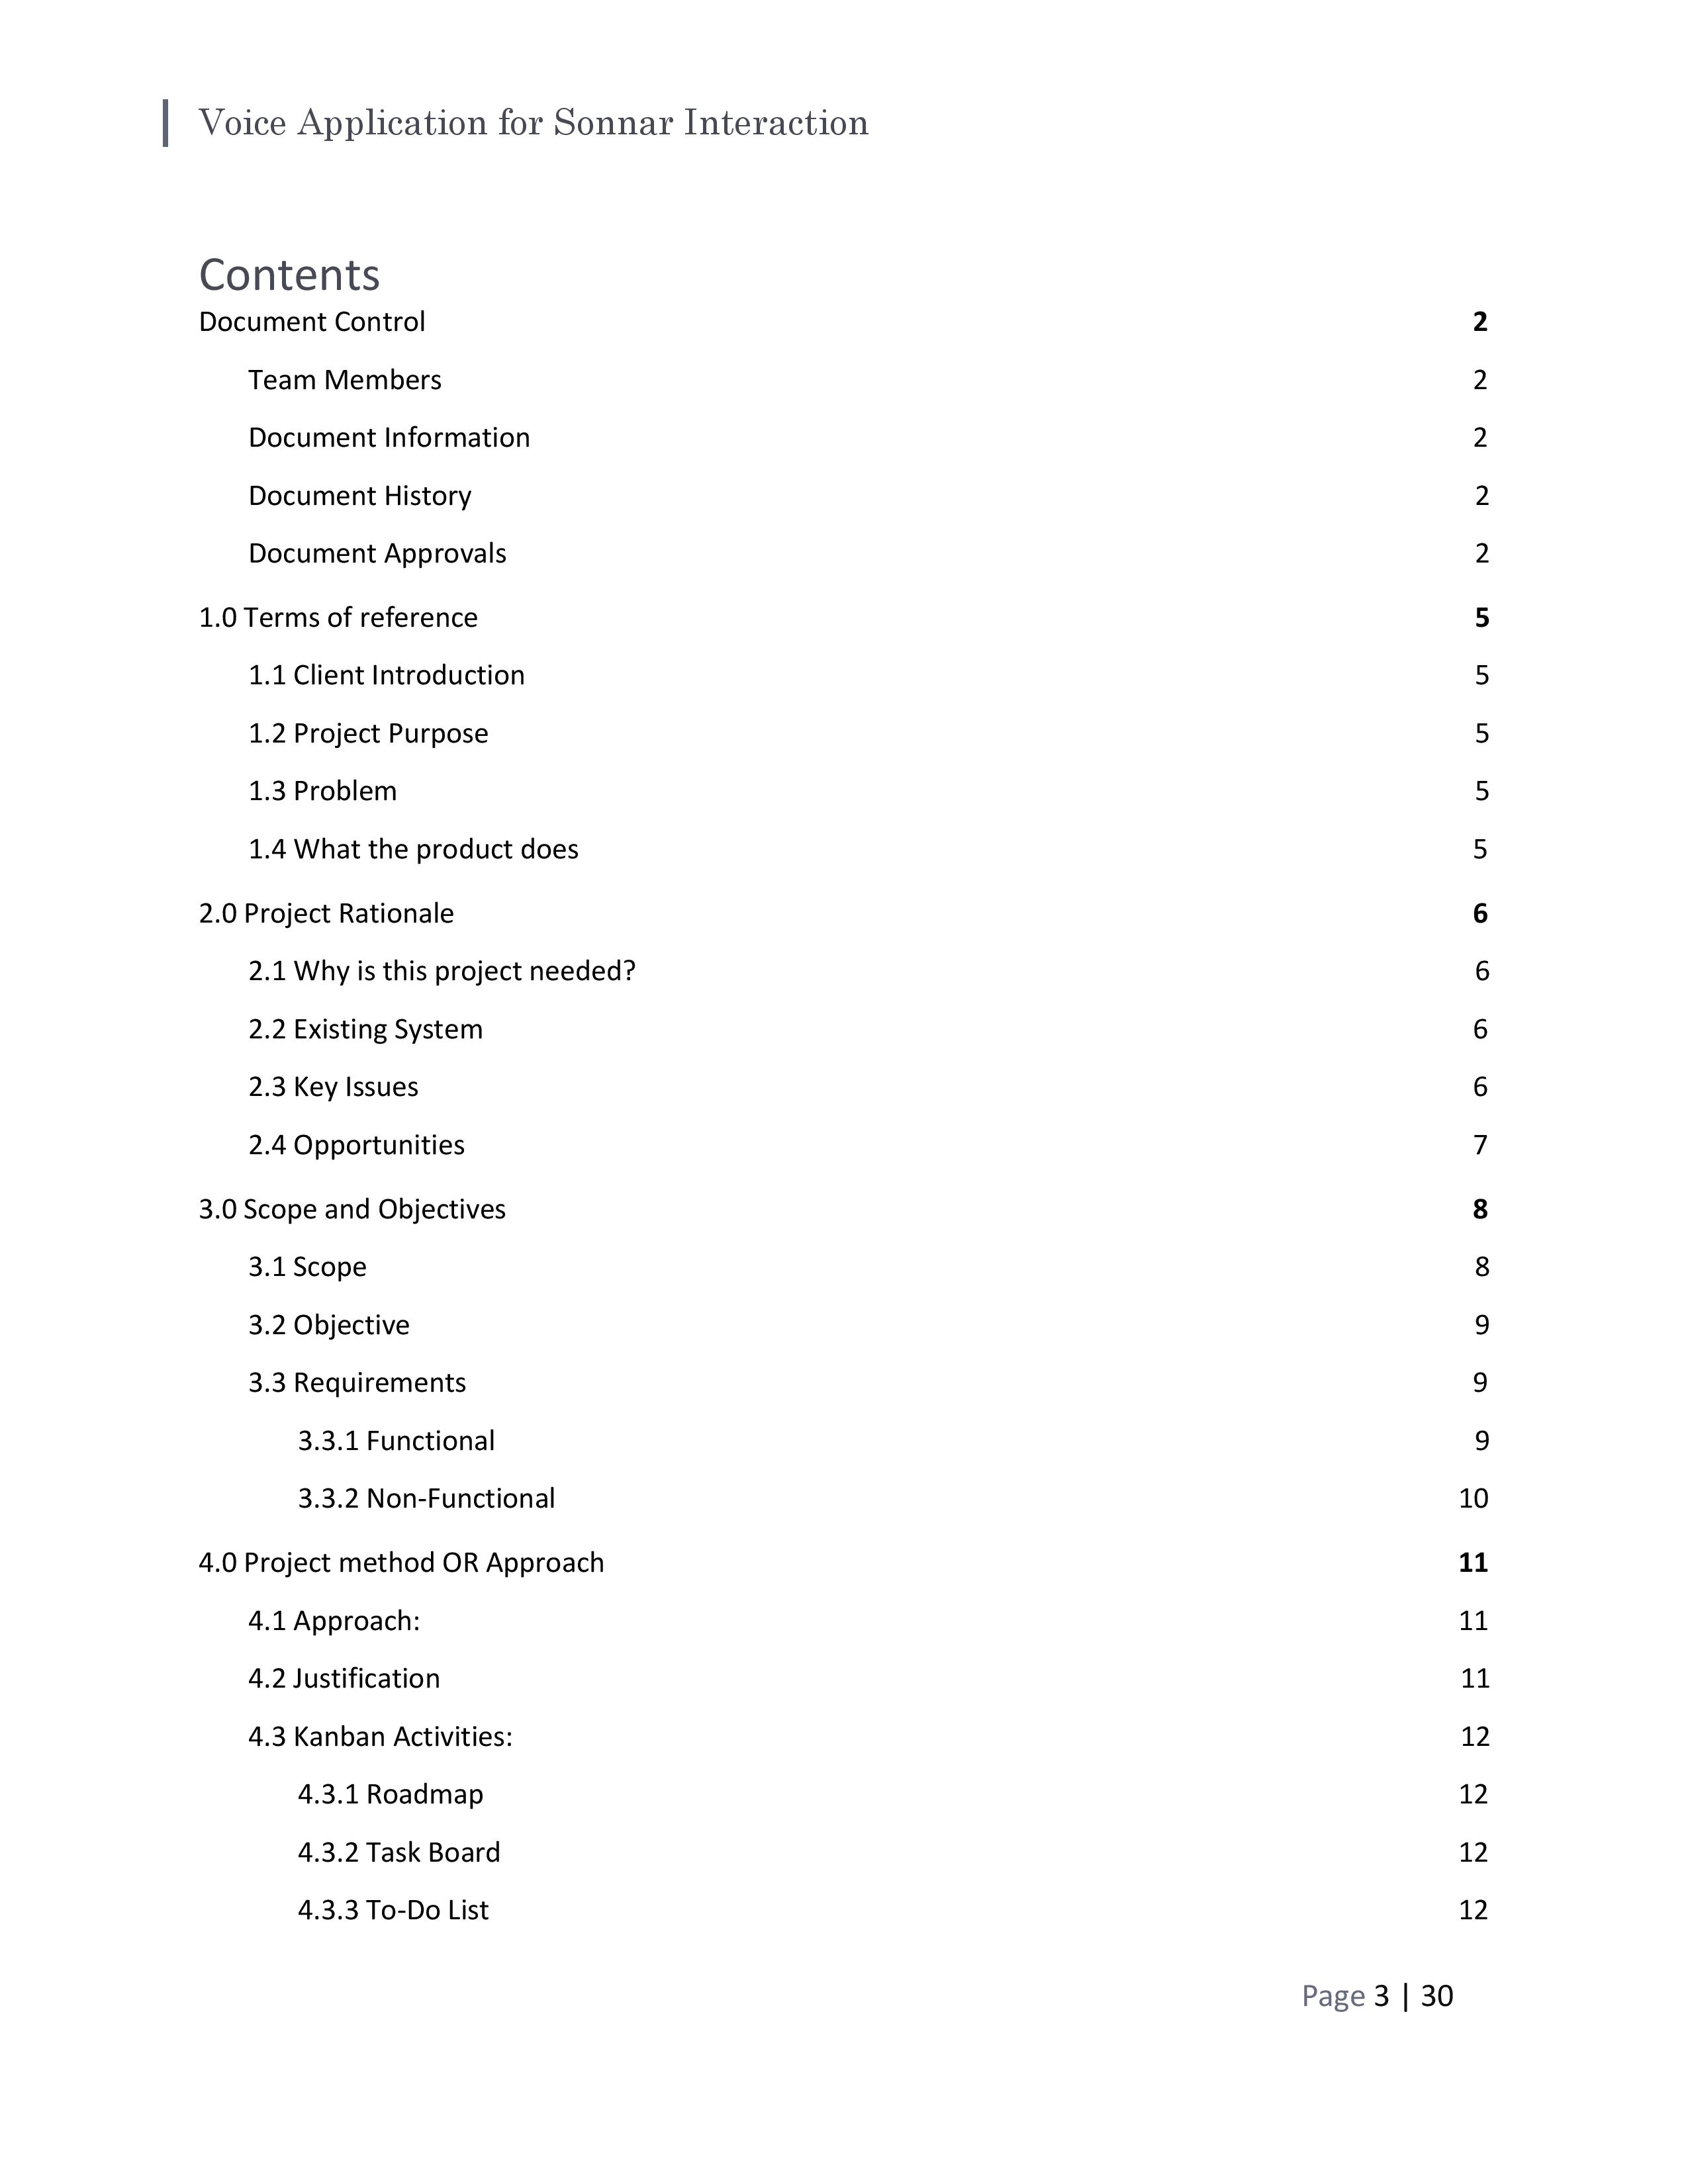 Voice Application for Sonnar Interaction
Contents
Document Control 2
Team Members 2
Document Information 2
Document History 2
Document Approvals 2
1.0 Terms of reference 5
1.1 Client Introduction 5
1.2 Project Purpose 5
1.3 Problem 5
1.4 What the product does 5
2.0 Project Rationale 6
2.1 Why is this project needed? 6
2.2 Existing System 6
2.3 Key Issues 6
2.4 Opportunities 7
3.0 Scope and Objectives 8
3.1 Scope 8
3.2 Objective 9
3.3 Requirements 9
3.3.1 Functional 9
3.3.2 Non-Functional 10
4.0 Project method OR Approach 11
4.1 Approach: 11
4.2 Justification 11
4.3 Kanban Activities: 12
4.3.1 Roadmap 12
4.3.2 Task Board 12
4.3.3 To-Do List 12
Page 3 | 30